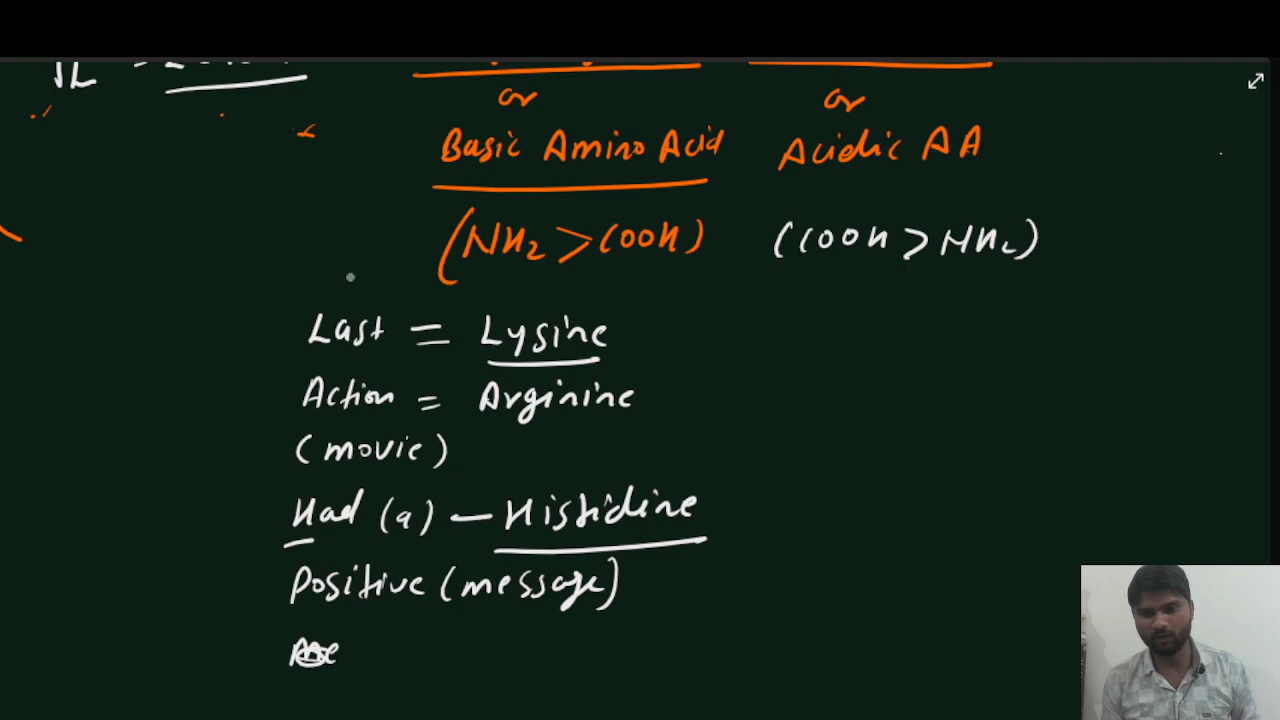 or or
Basic Amino Acid Acidic AA
(NH2 > COOH) (COOH > NH2)
Last = Lysine
Action = Arginine
(movie)
Had (a) — Histidine
Positive (message)